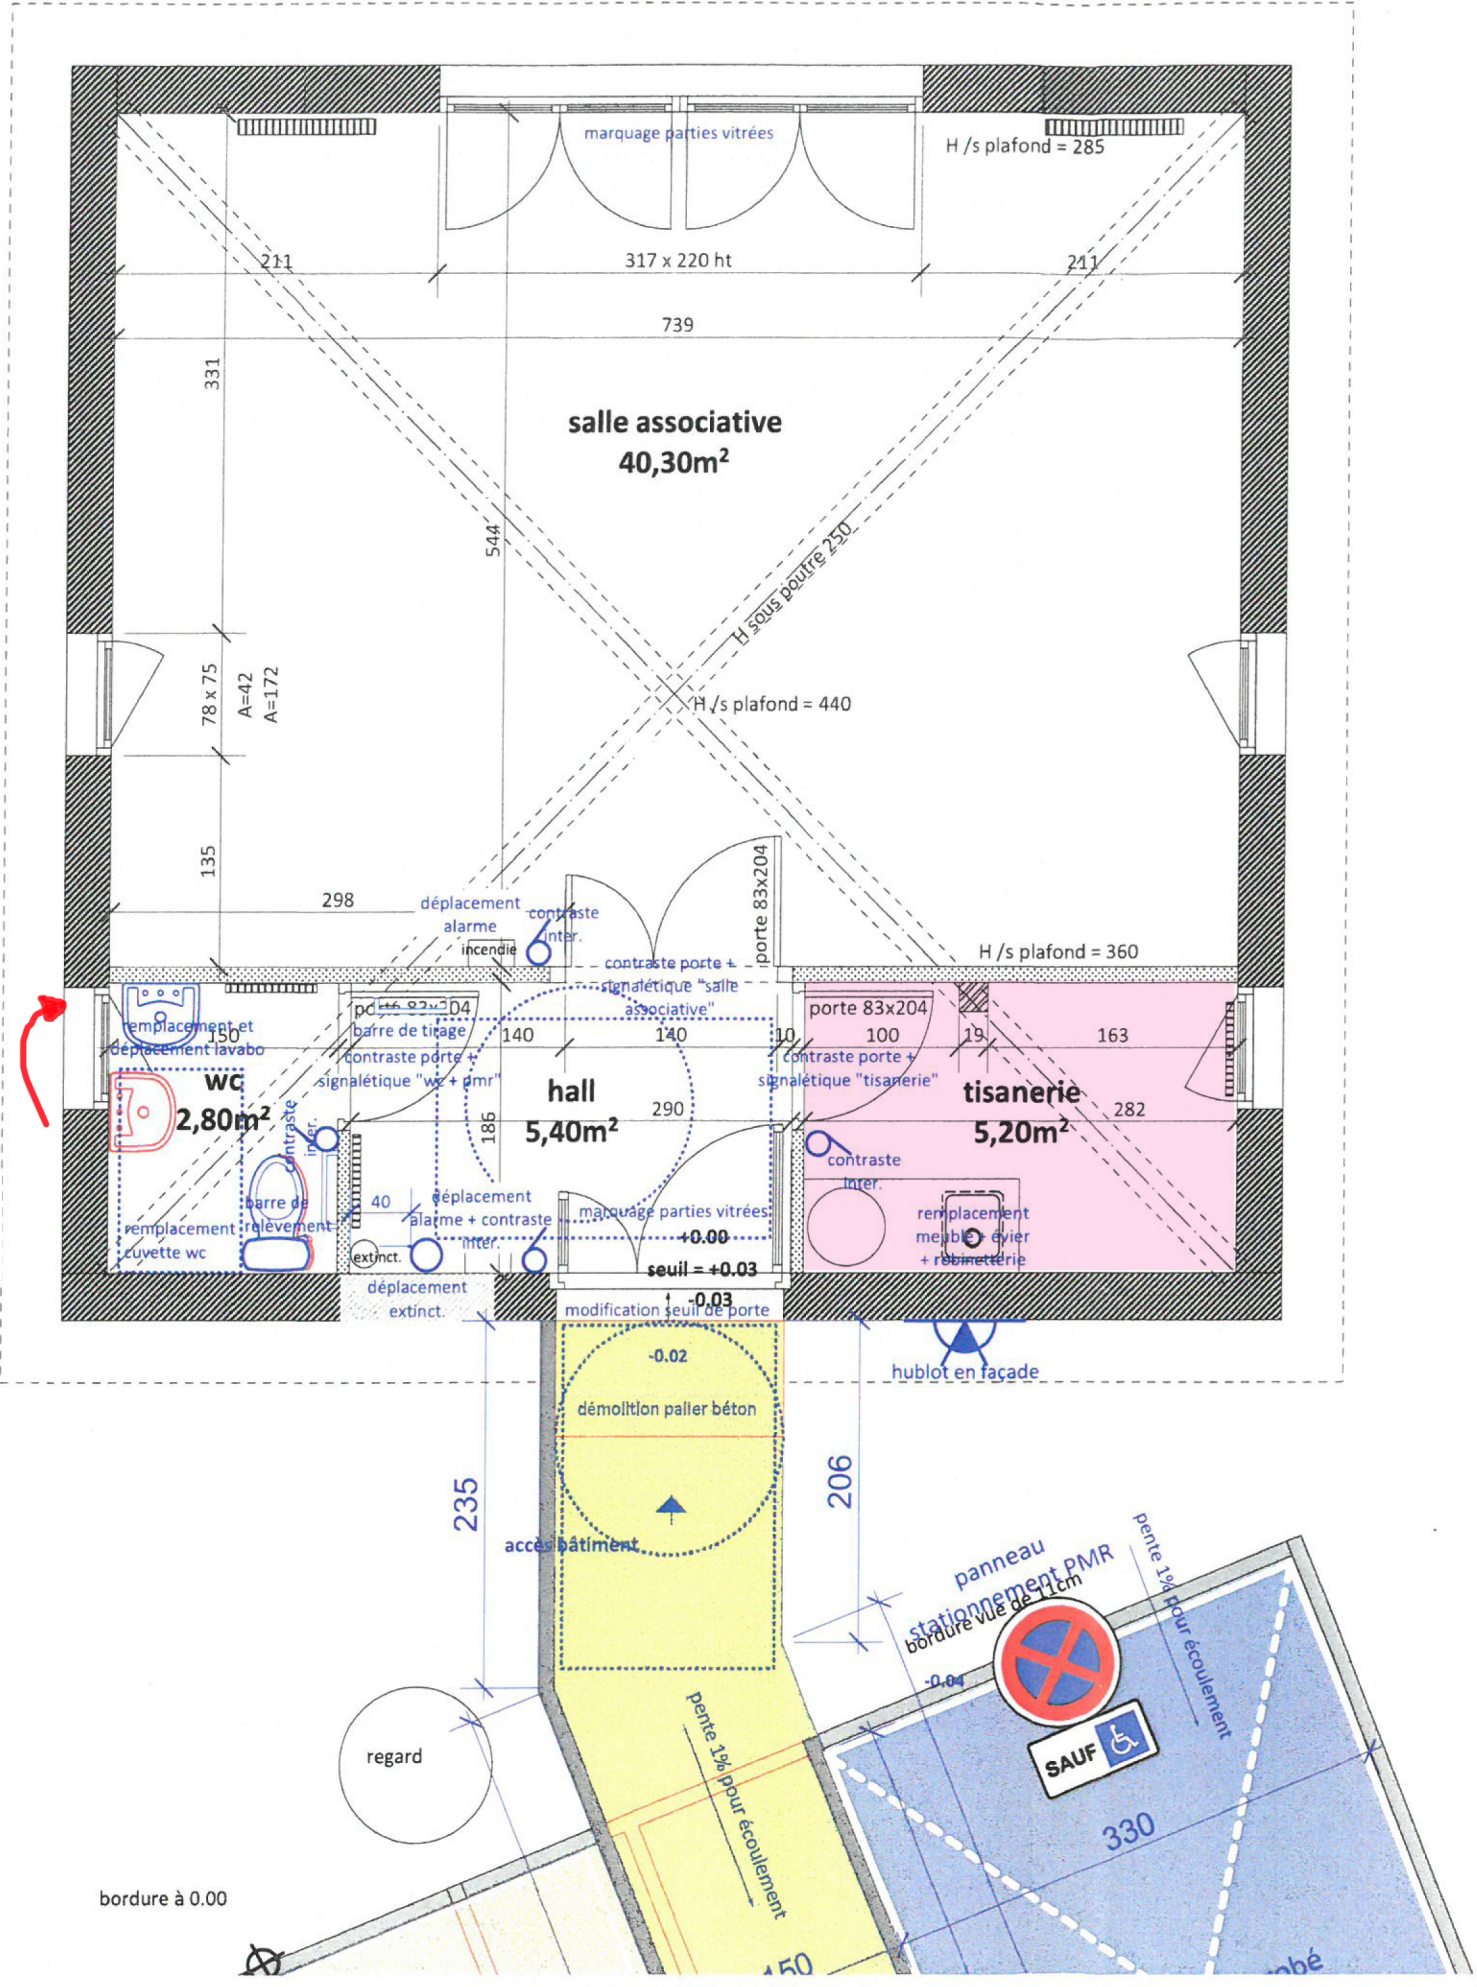 marquage parties vitrées
H /s plafond = 285
211
317 x 220 ht
211
739
331
salle associative
40,30m²
544
H sous poutre 250
78 x 75
A=42
A=172
H /s plafond = 440
135
porte 83x204
298
déplacement
alarme
contraste
inter.
incendie
H /s plafond = 360
contraste porte +
signalétique "salle
associative"
porte 83x204
porte 83x204
remplacement et
déplacement lavabo
150
barre de tirage
140
140
10
100
19
163
contraste porte +
signalétique "wc + pmr"
contraste porte +
signalétique "tisanerie"
wc
2,80m²
hall
5,40m²
186
290
tisanerie
5,20m²
282
contraste
inter.
contraste
inter.
barre de
relèvement
remplacement
cuvette wc
40
déplacement
alarme + contraste
inter.
extinct.
marquage parties vitrées
+0.00
seuil = +0.03
-0.03
remplacement
meuble + évier
+ robinetterie
déplacement
extinct.
modification seuil de porte
-0.02
hublot en façade
démolition palier béton
235
206
accès bâtiment
panneau
stationnement PMR
bordure vue de 11cm
pente 1% pour écoulement
-0.04
SAUF
regard
pente 1% pour écoulement
330
bordure à 0.00
150
obé